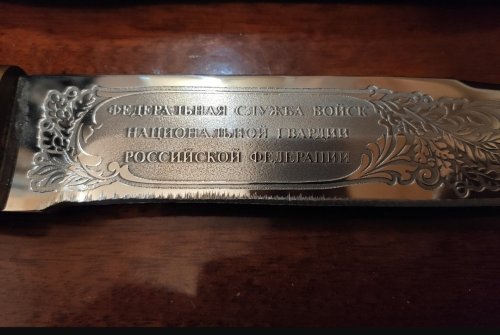 ФЕДЕРАЛЬНАЯ СЛУЖБА ВОЙСК
НАЦИОНАЛЬНОЙ ГВАРДИИ
РОССИЙСКОЙ ФЕДЕРАЦИИ